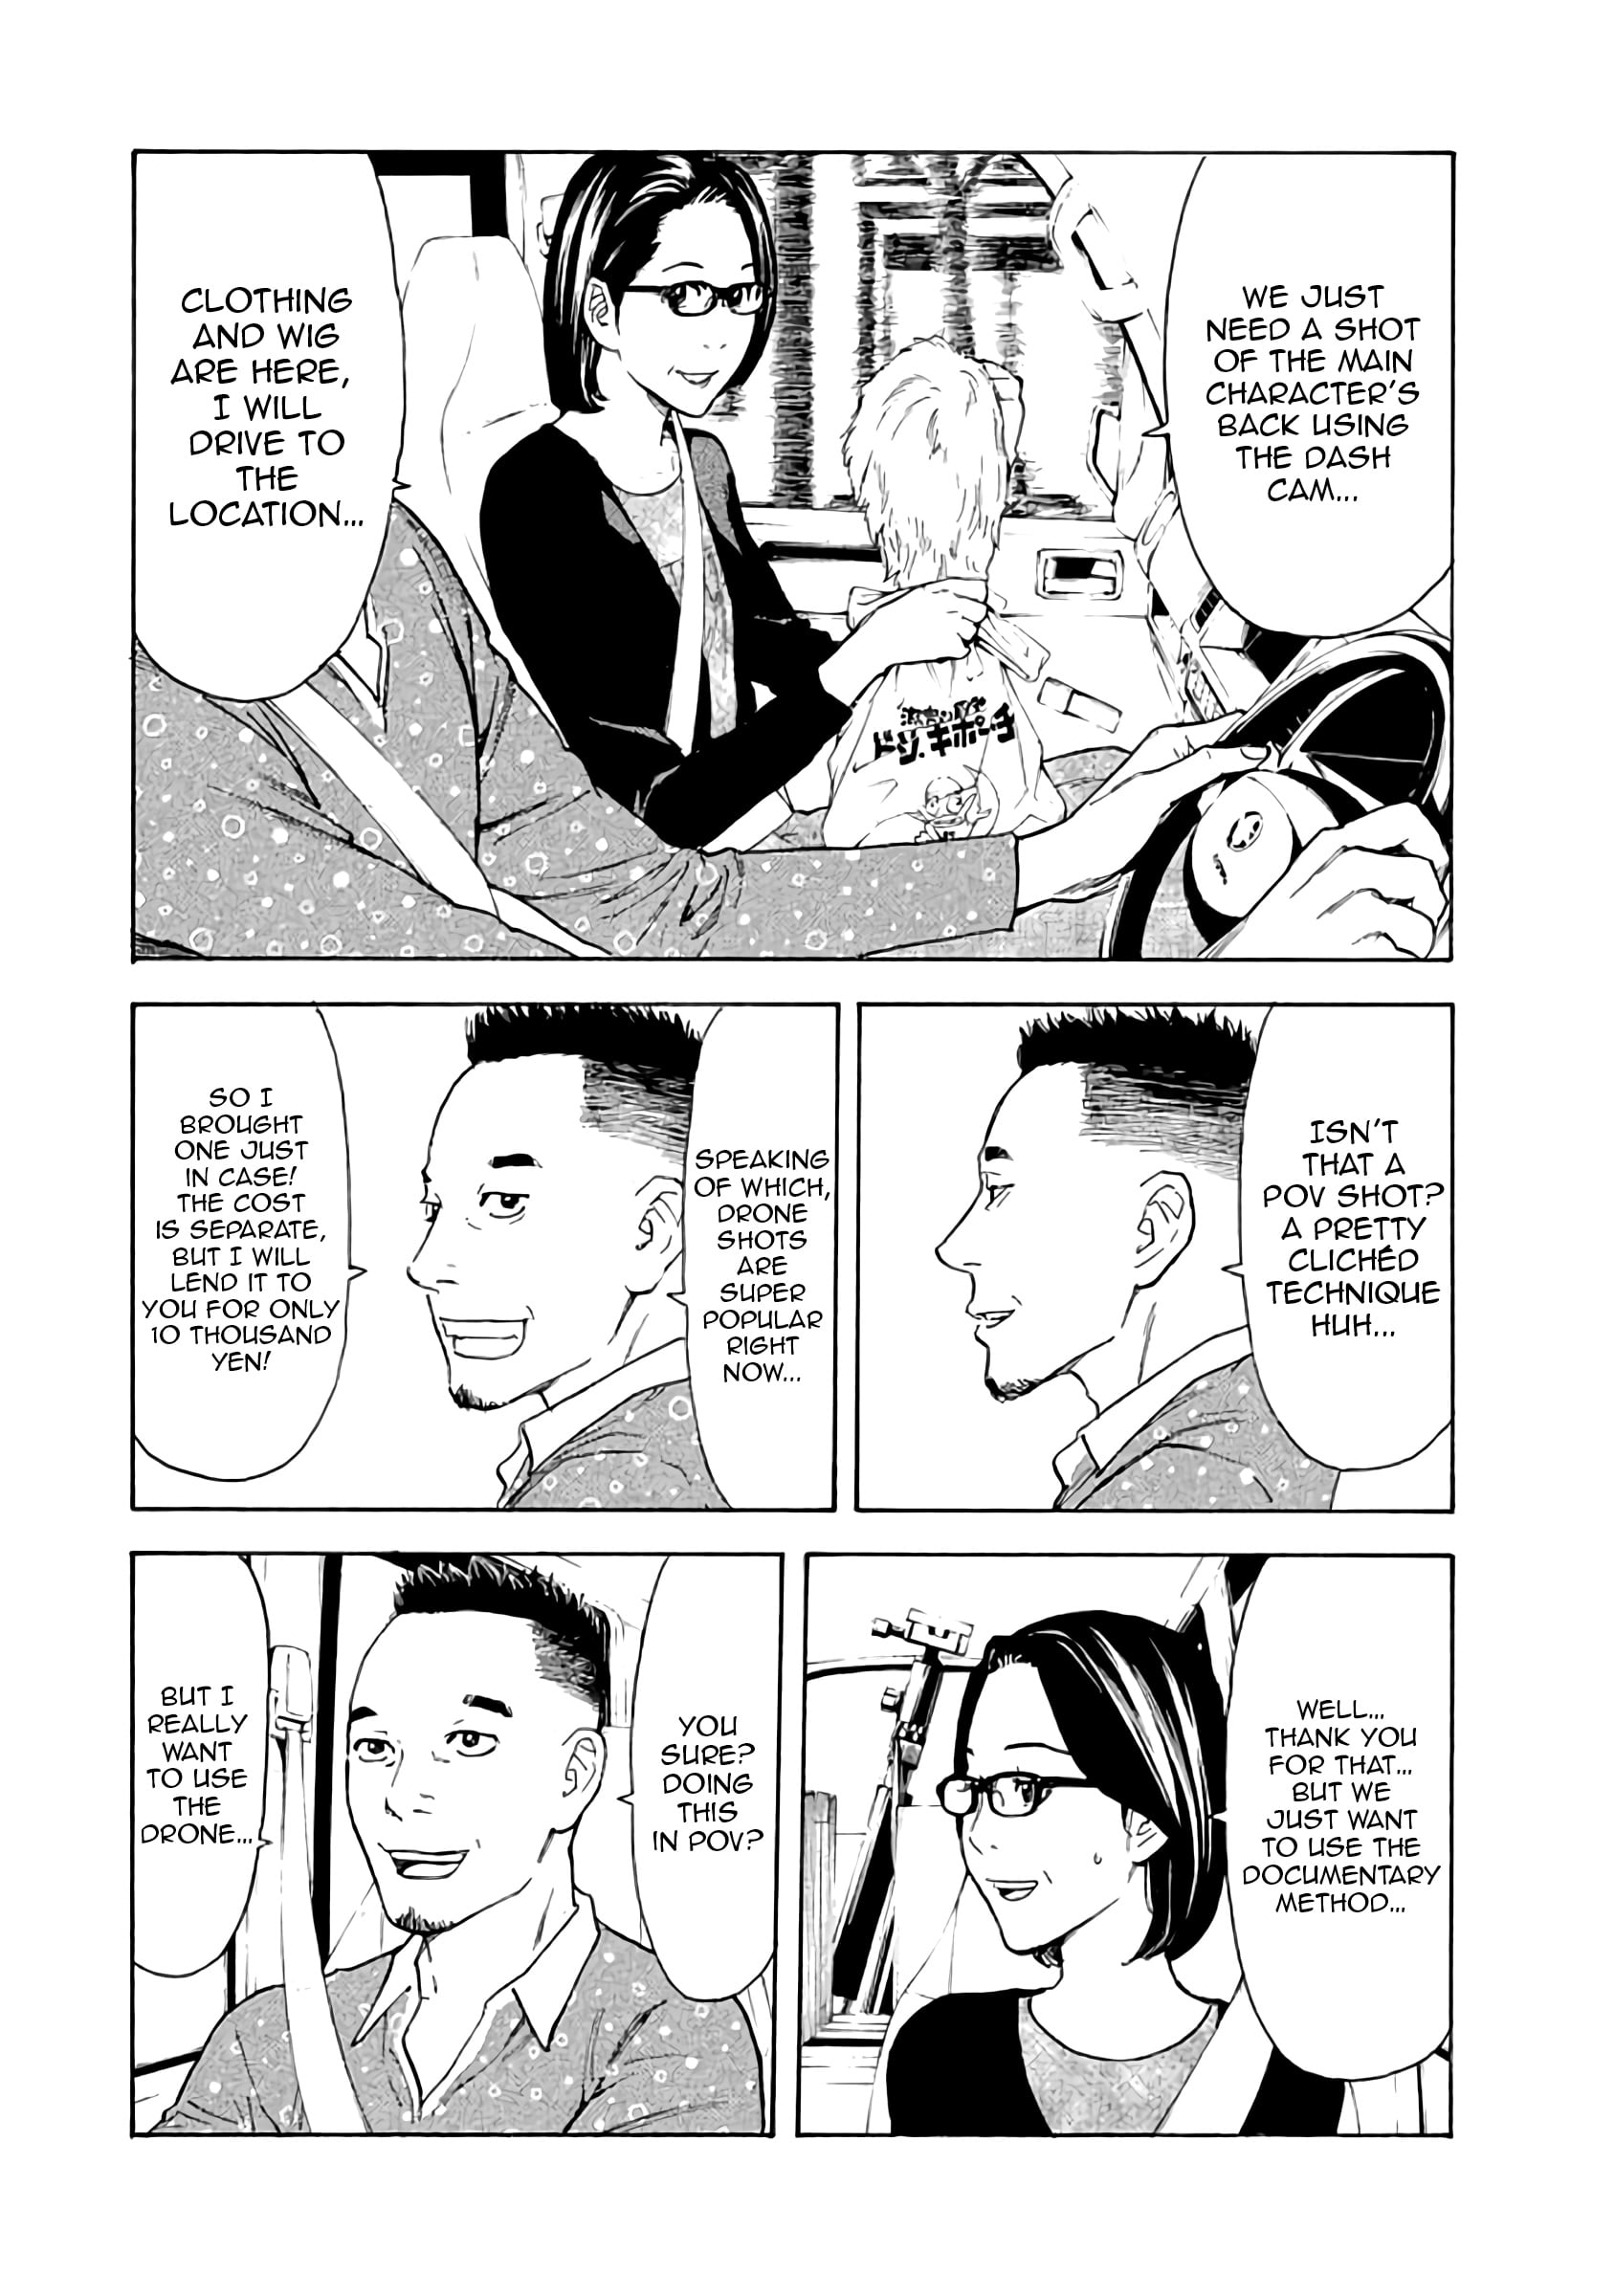 WE JUST
NEED A SHOT
OF THE MAIN
CHARACTER'S
BACK USING
THE DASH
CAM...
CLOTHING
AND WIG
ARE HERE,
I WILL
DRIVE TO
THE
LOCATION...
ドン.キホーテ
ISN'T
THAT A
POV SHOT?
A PRETTY
CLICHÉD
TECHNIQUE
HUH...
SPEAKING
OF WHICH,
DRONE
SHOTS
ARE
SUPER
POPULAR
RIGHT
NOW...
SO I
BROUGHT
ONE JUST
IN CASE!
THE COST
IS SEPARATE,
BUT I WILL
LEND IT TO
YOU FOR ONLY
10 THOUSAND
YEN!
WELL...
THANK YOU
FOR THAT...
BUT WE
JUST WANT
TO USE THE
DOCUMENTARY
METHOD...
YOU
SURE?
DOING
THIS
IN POV?
BUT I
REALLY
WANT
TO USE
THE
DRONE...